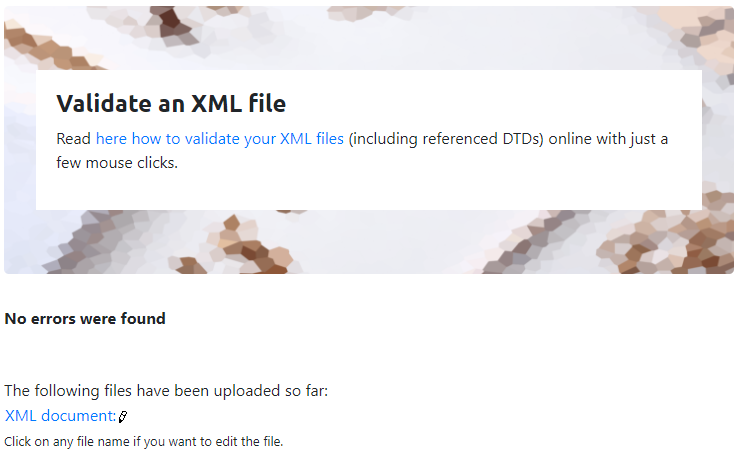 Validate an XML file
Read here how to validate your XML files (including referenced DTDs) online with just a
few mouse clicks.
No errors were found
The following files have been uploaded so far:
XML document:
Click on any file name if you want to edit the file.